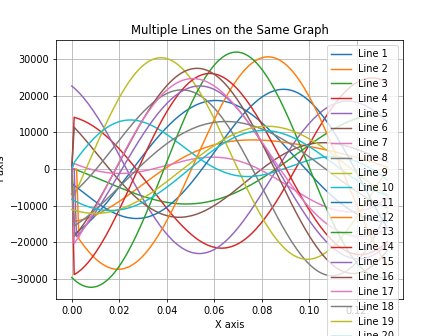 Multiple Lines on the Same Graph
30000
20000
10000
0
−10000
−20000
−30000
0.00
0.02
0.04
0.06
0.08
0.10
X axis
Line 1
Line 2
Line 3
Line 4
Line 5
Line 6
Line 7
Line 8
Line 9
Line 10
Line 11
Line 12
Line 13
Line 14
Line 15
Line 16
Line 17
Line 18
Line 19
Line 20